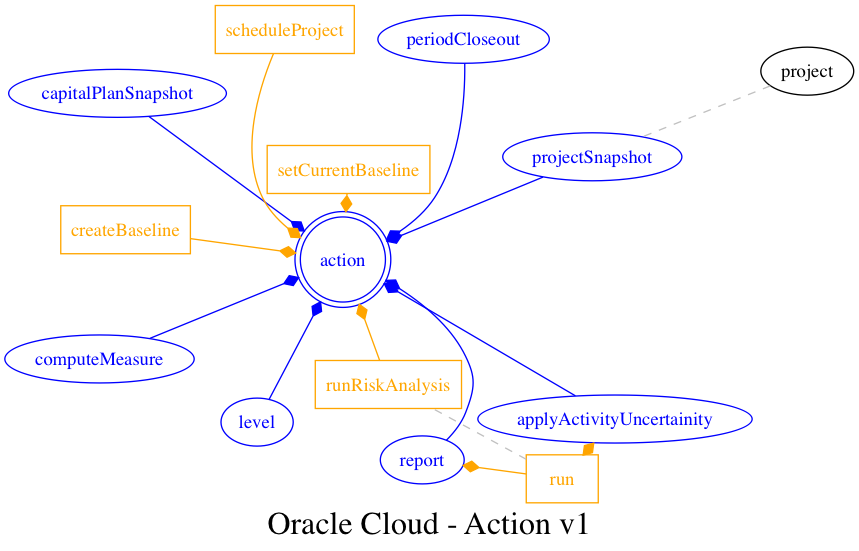 scheduleProject
periodCloseout
project
capitalPlanSnapshot
projectSnapshot
setCurrentBaseline
createBaseline
action
computeMeasure
runRiskAnalysis
level
applyActivityUncertainity
report
run
Oracle Cloud - Action v1